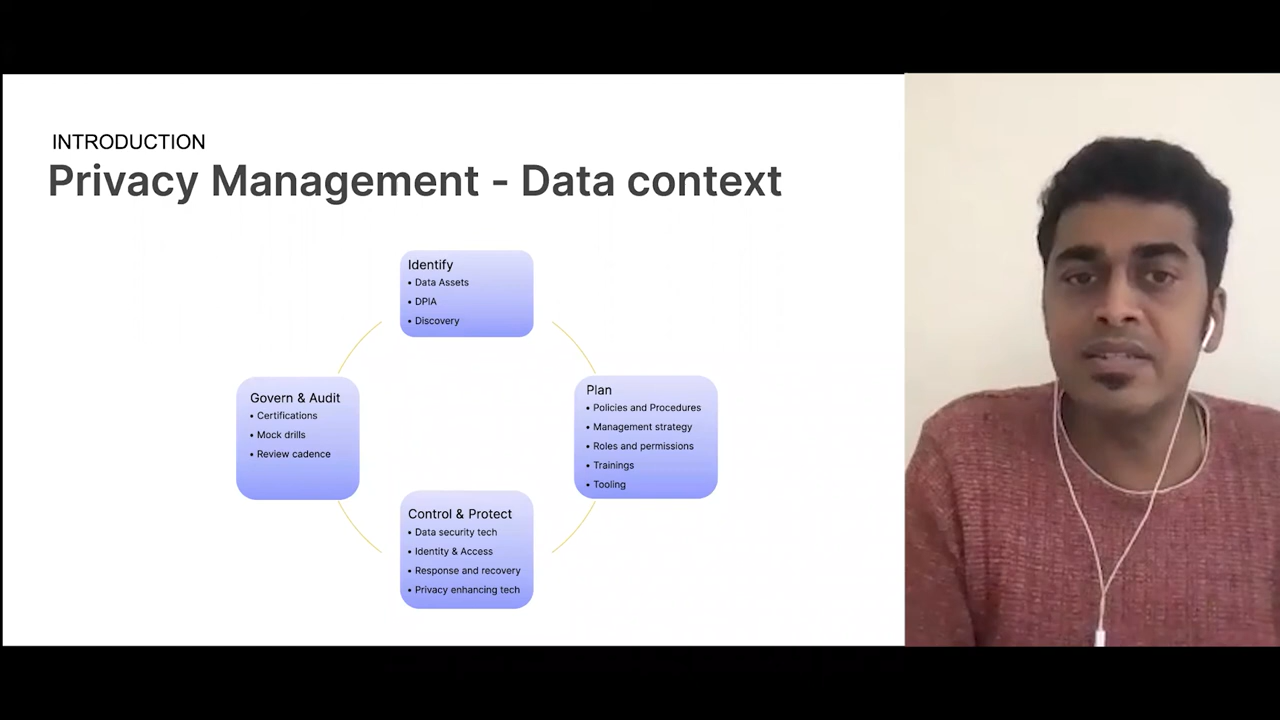 INTRODUCTION
Privacy Management - Data context
Identify
• Data Assets
• DPIA
• Discovery
Plan
• Policies and Procedures
• Management strategy
• Roles and permissions
• Trainings
• Tooling
Control & Protect
• Data security tech
• Identity & Access
• Response and recovery
• Privacy enhancing tech
Govern & Audit
• Certifications
• Mock drills
• Review cadence